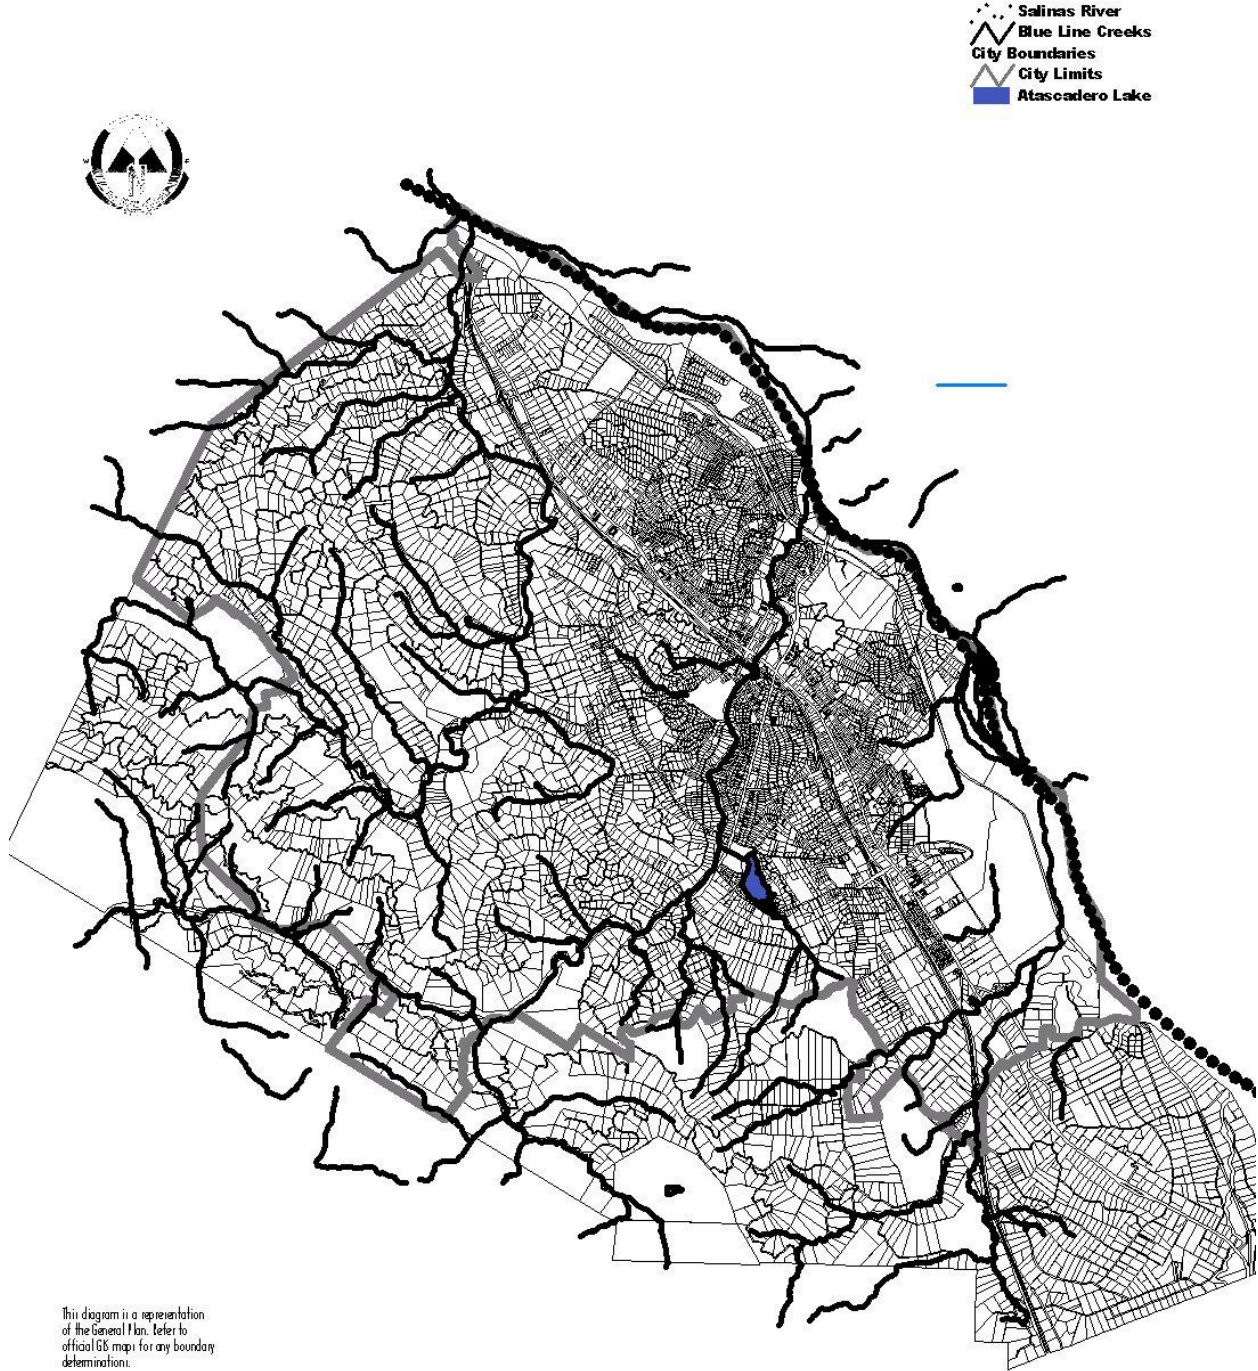 Salinas River
Blue Line Creeks
City Boundaries
City Limits
Atascadero Lake
This diagram is a representation
of the General Plan. Refer to
official GIS maps for any boundary
determinations.